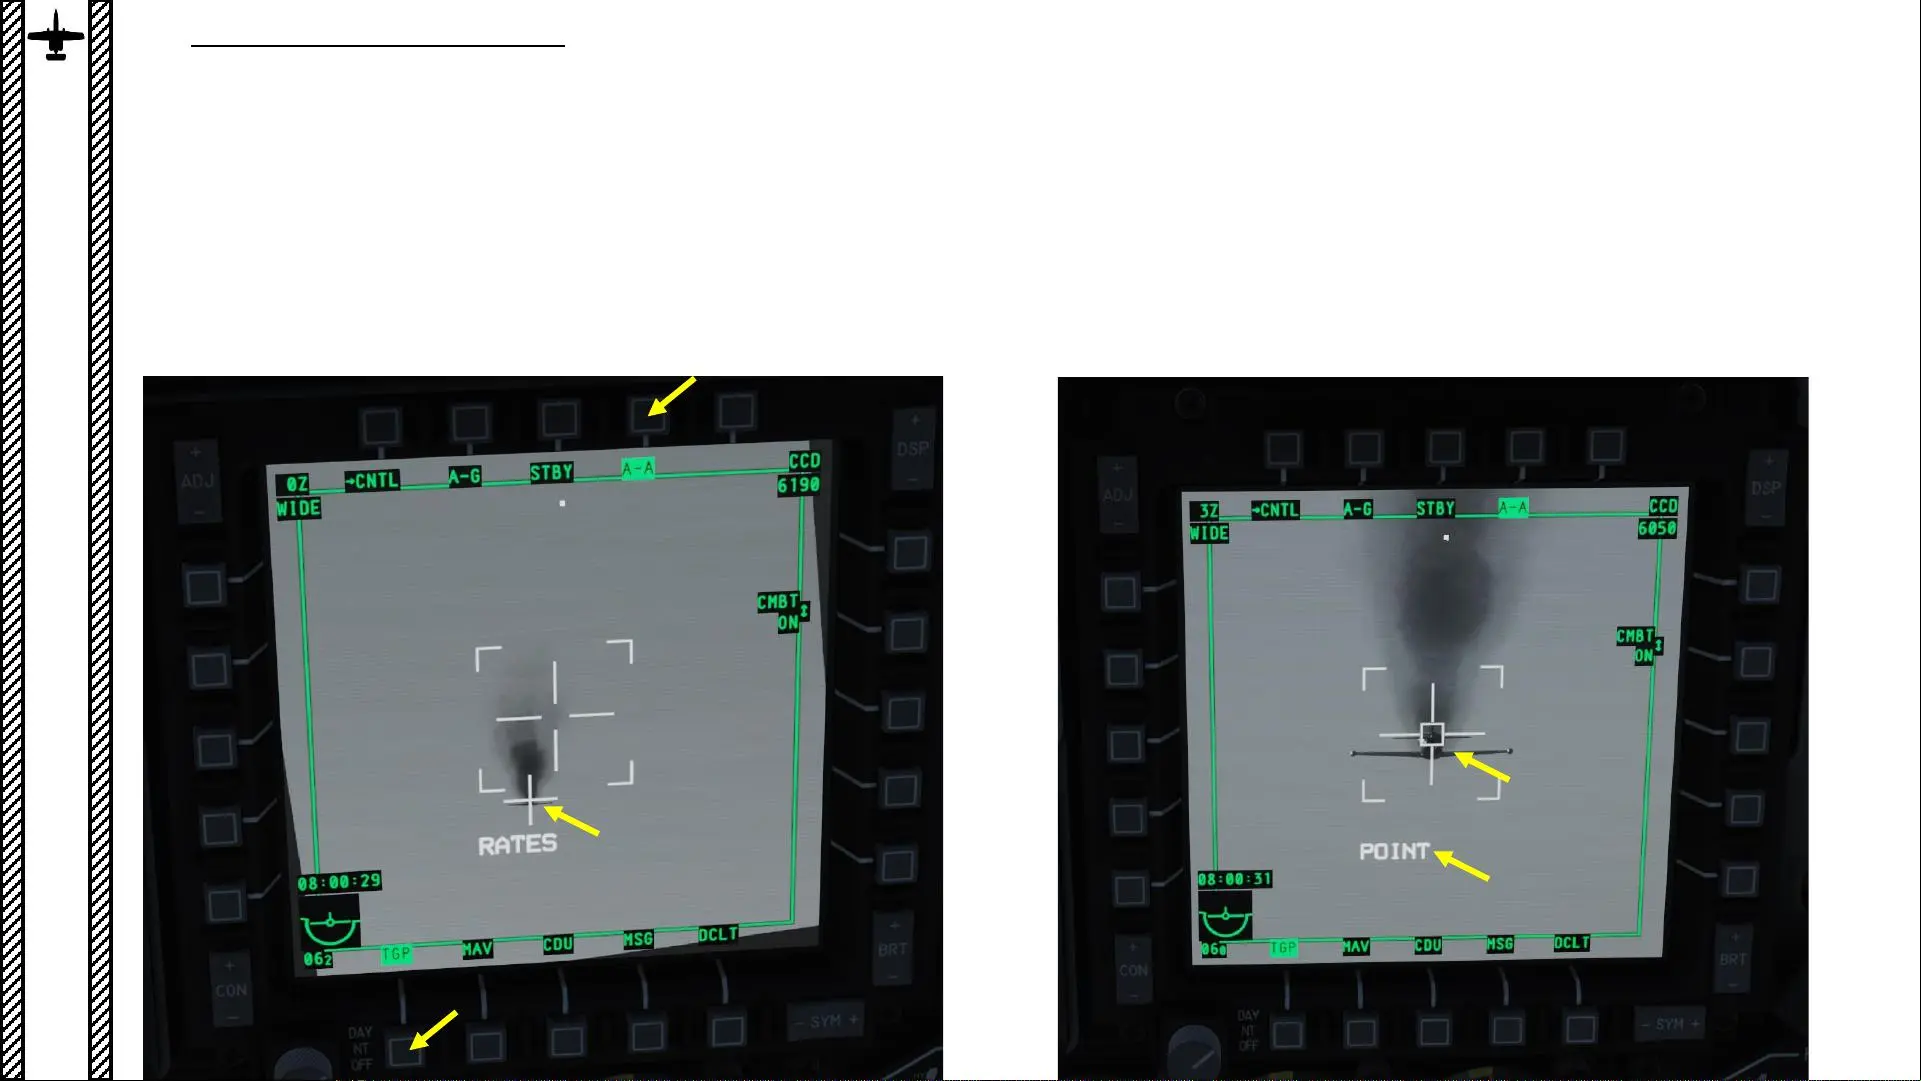 0Z
→CNTL
A-G
STBY
A-A
CCD
WIDE
6190
ADJ
DSP
CMBT
ON
RATES
08:00:29
062
TGP
MAV
CDU
MSG
DCLT
CON
BRT
DAY
NT
OFF
- SYM +
3Z
→CNTL
A-G
STBY
A-A
CCD
WIDE
6050
ADJ
DSP
CMBT
ON
POINT
08:00:31
060
TGP
MAV
CDU
MSG
DCLT
CON
BRT
DAY
NT
OFF
- SYM +